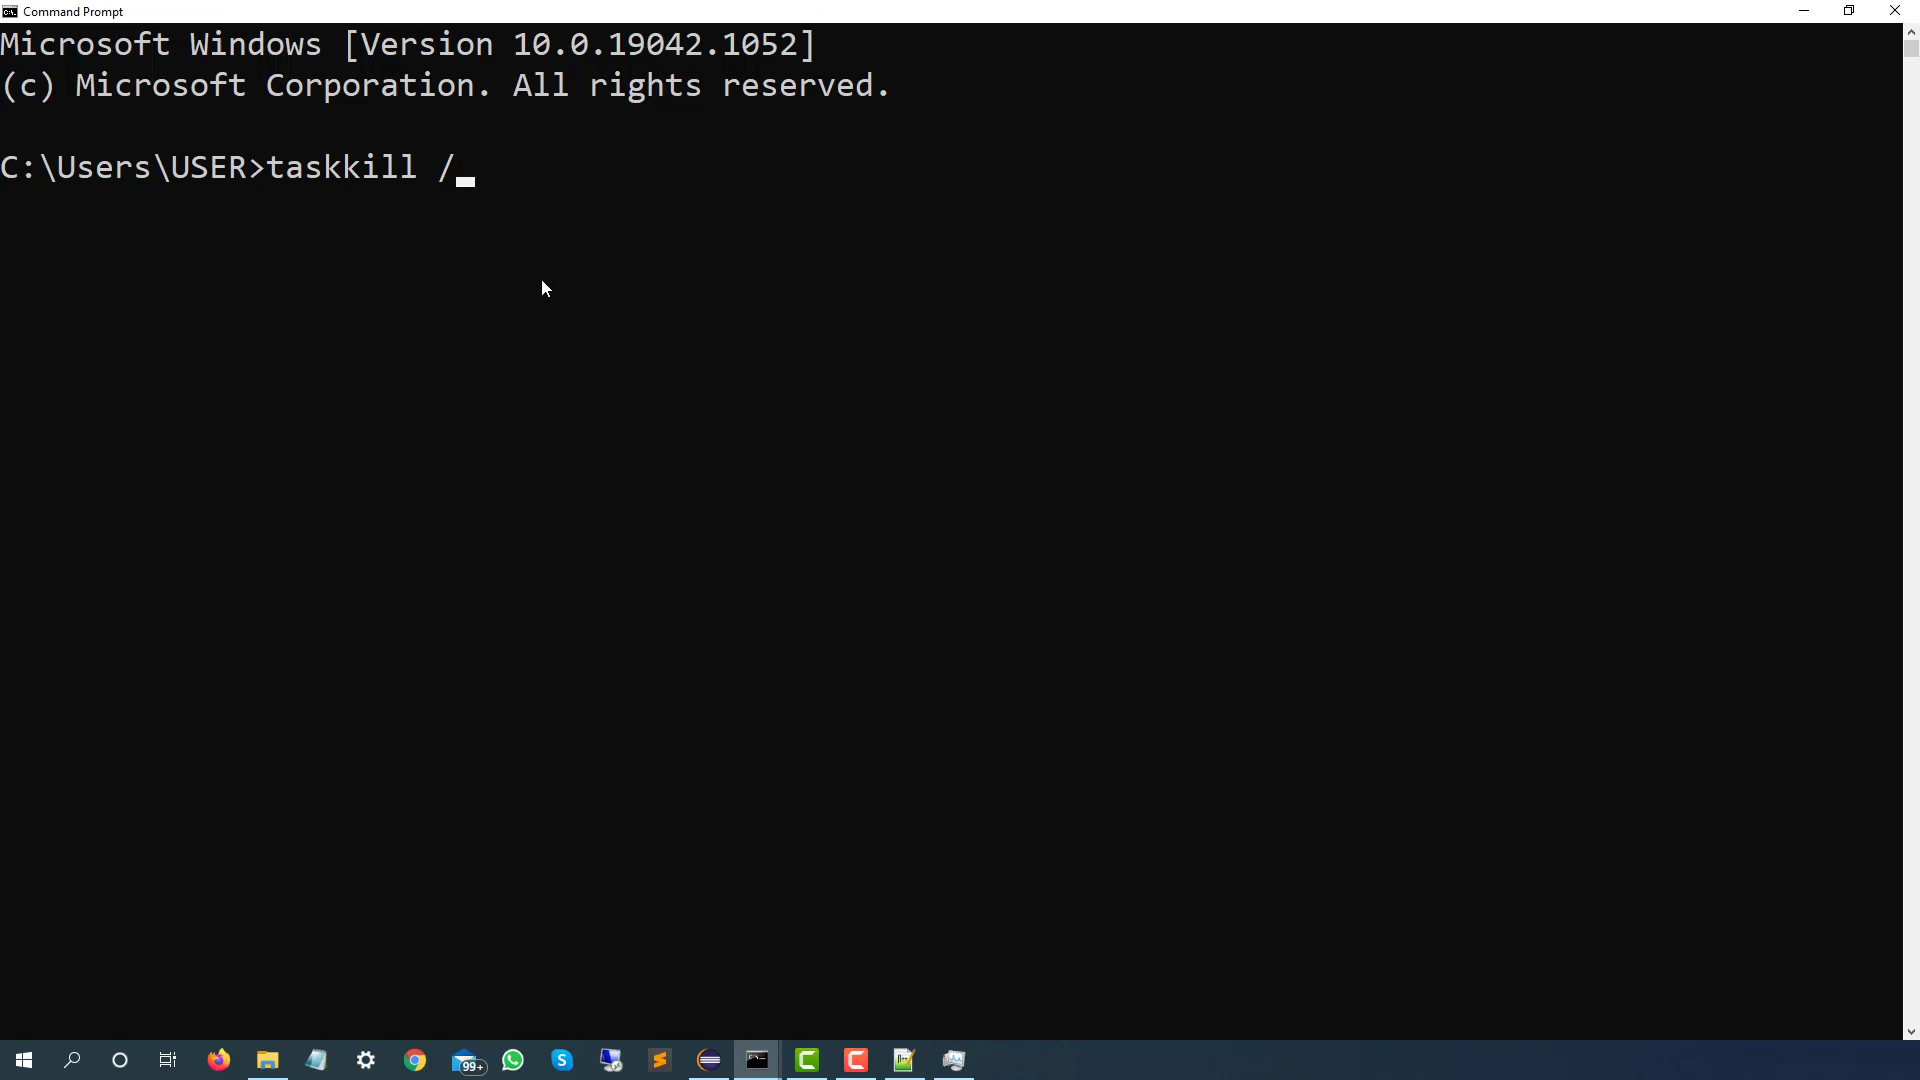 Command Prompt
Microsoft Windows [Version 10.0.19042.1052]
(c) Microsoft Corporation. All rights reserved.
C:\Users\USER>taskkill /
99+